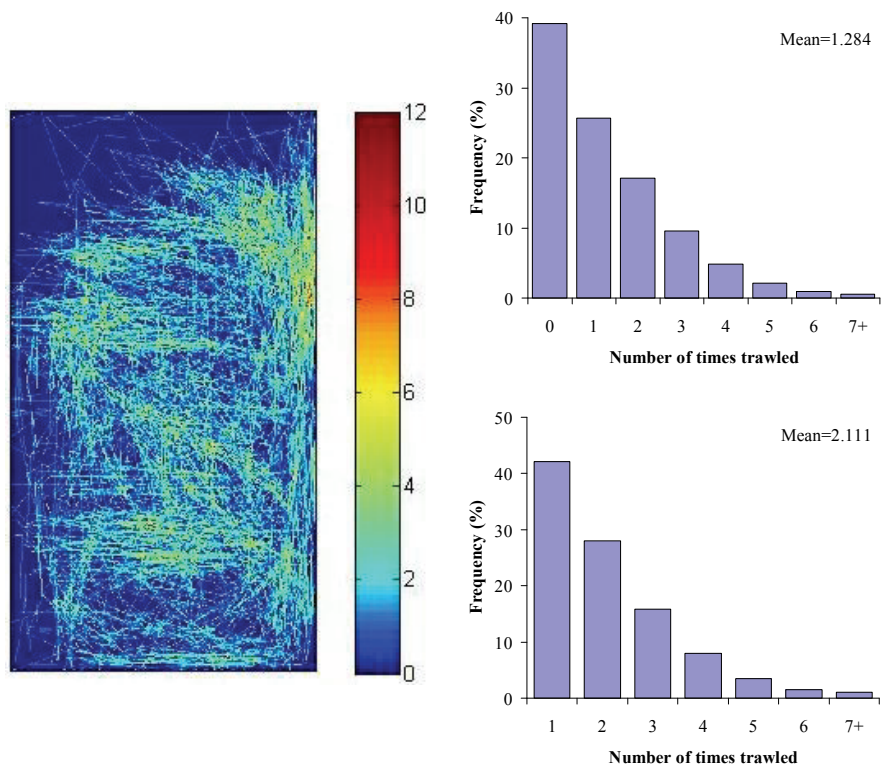 12
10
8
6
4
2
0
Mean=1.284
Frequency (%)
40
30
20
10
0
0 1 2 3 4 5 6 7+
Number of times trawled
Mean=2.111
Frequency (%)
50
40
30
20
10
0
1 2 3 4 5 6 7+
Number of times trawled